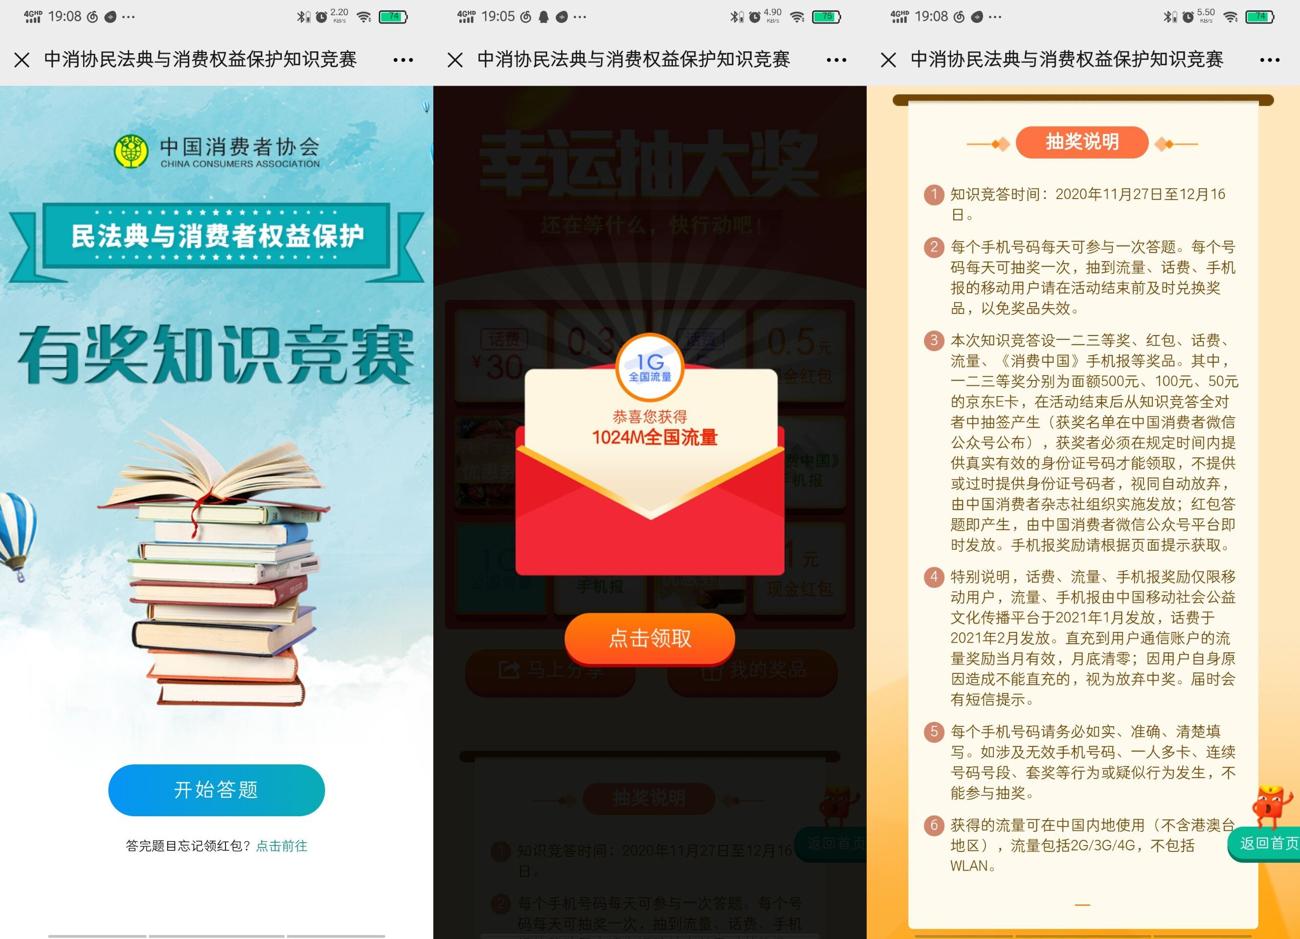 4GHD 19:08 2.20 KB/s 74
中消协民法典与消费权益保护知识竞赛
中国消费者协会
CHINA CONSUMERS ASSOCIATION
民法典与消费者权益保护
有奖知识竞赛
开始答题
答完题目忘记领红包？点击前往
4GHD 19:05 4.90 KB/s 75
中消协民法典与消费权益保护知识竞赛
幸运抽大奖
还在等什么，快行动吧！
话费
¥30
0.3
话费
0.5元
现金红包
1G
全国流量
恭喜您获得
1024M全国流量
手机报
手机报
1元
现金红包
点击领取
马上分享
我的奖品
抽奖说明
1 知识竞答时间：2020年11月27日至12月16
日。
返回首页
2 每个手机号码每天可参与一次答题。每个号
码每天可抽奖一次，抽到流量、话费、手机
4GHD 19:08 5.50 KB/s 74
中消协民法典与消费权益保护知识竞赛
抽奖说明
1 知识竞答时间：2020年11月27日至12月16
日。
2 每个手机号码每天可参与一次答题。每个号
码每天可抽奖一次，抽到流量、话费、手机
报的移动用户请在活动结束前及时兑换奖
品，以免奖品失效。
3 本次知识竞答设一二三等奖、红包、话费、
流量、《消费中国》手机报等奖品。其中，
一二三等奖分别为面额500元、100元、50元
的京东E卡，在活动结束后从知识竞答全对
者中抽签产生（获奖名单在中国消费者微信
公众号公布），获奖者必须在规定时间内提
供真实有效的身份证号码才能领取，不提供
或过时提供身份证号码者，视同自动放弃，
由中国消费者杂志社组织实施发放；红包答
题即产生，由中国消费者微信公众号平台即
时发放。手机报奖励请根据页面提示获取。
4 特别说明，话费、流量、手机报奖励仅限移
动用户，流量、手机报由中国移动社会公益
文化传播平台于2021年1月发放，话费于
2021年2月发放。直充到用户通信账户的流
量奖励当月有效，月底清零；因用户自身原
因造成不能直充的，视为放弃中奖。届时会
有短信提示。
5 每个手机号码请务必如实、准确、清楚填
写。如涉及无效手机号码、一人多卡、连续
号码号段、套奖等行为或疑似行为发生，不
能参与抽奖。
6 获得的流量可在中国内地使用（不含港澳台
地区），流量包括2G/3G/4G，不包括
WLAN。
返回首页